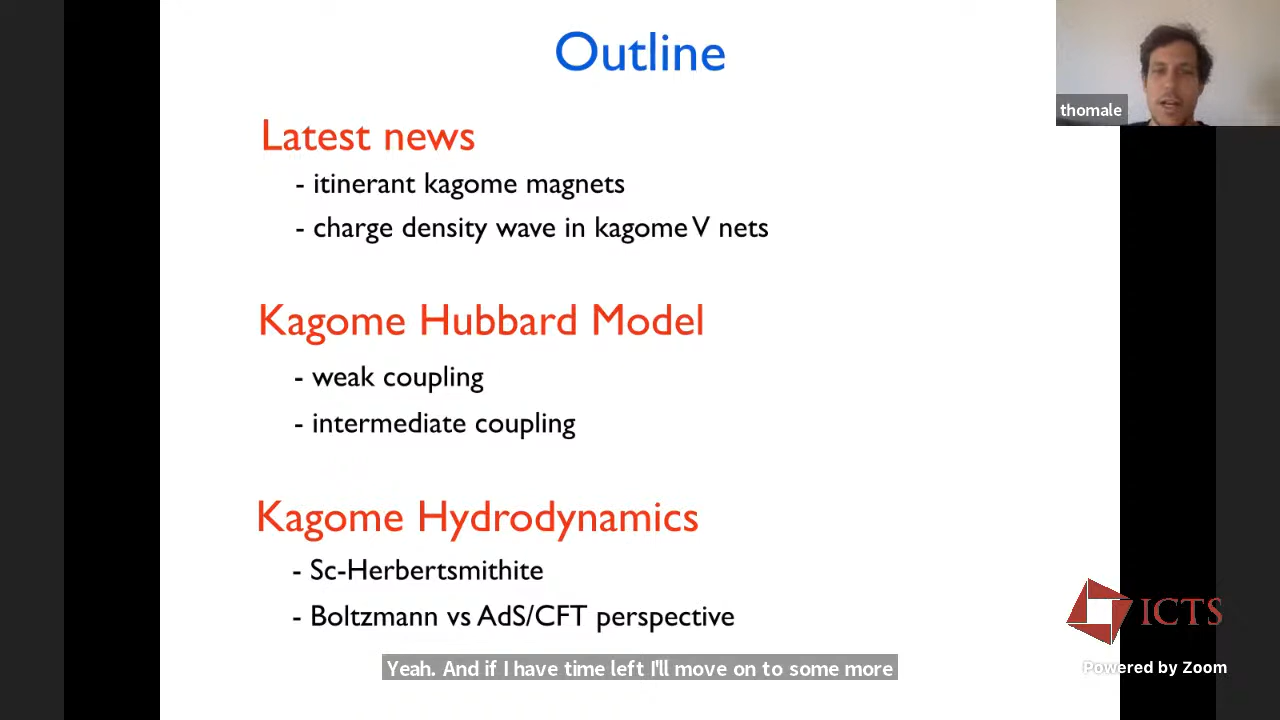 Outline
thomale
Latest news
- itinerant kagome magnets
- charge density wave in kagome V nets
Kagome Hubbard Model
- weak coupling
- intermediate coupling
Kagome Hydrodynamics
- Sc-Herbertsmithite
- Boltzmann vs AdS/CFT perspective
ICTS
Yeah. And if I have time left I'll move on to some more
Powered by Zoom